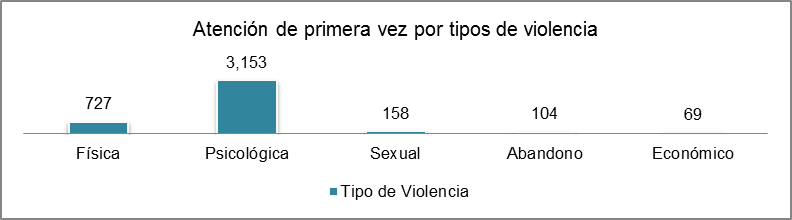 Atención de primera vez por tipos de violencia
3,153
727
158
104
69
Física
Psicológica
Sexual
Abandono
Económico
Tipo de Violencia